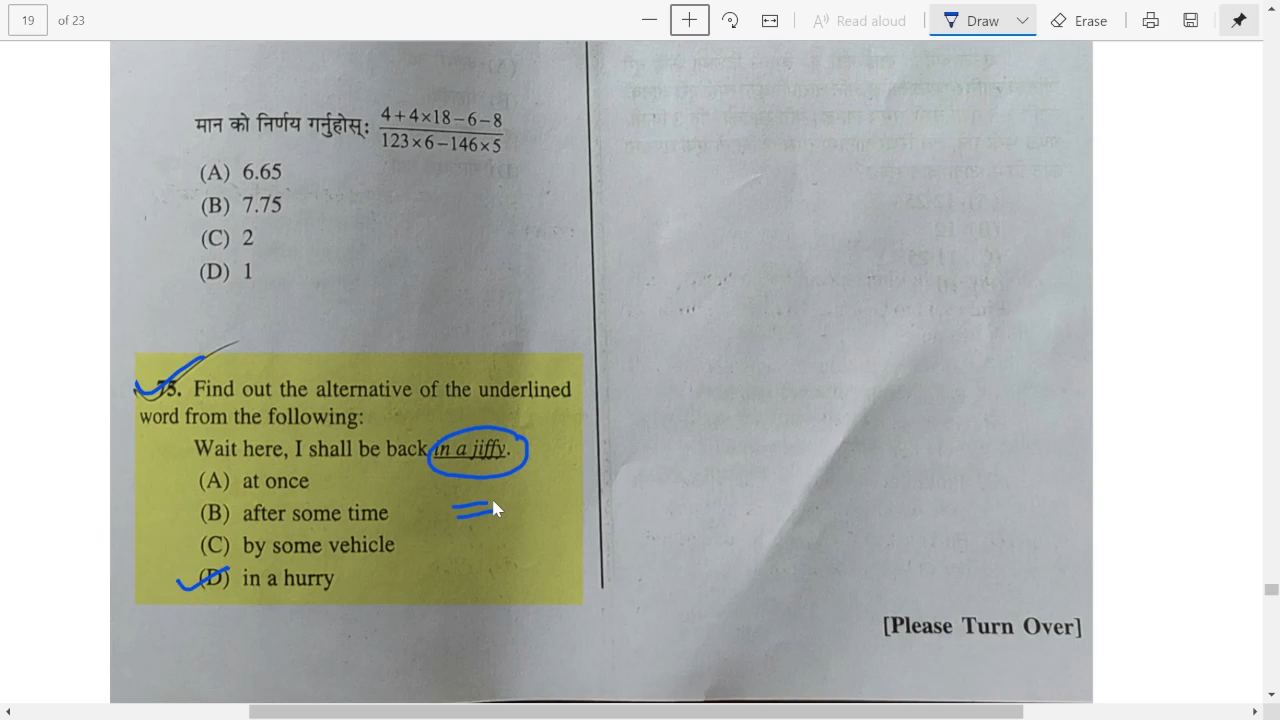 19 of 23
Read aloud
Draw
Erase
मान को निर्णय गर्नुहोस्: 4+4×18−6−8
123×6−146×5
(A) 6.65
(B) 7.75
(C) 2
(D) 1
75. Find out the alternative of the underlined
word from the following:
Wait here, I shall be back in a jiffy.
(A) at once
(B) after some time
(C) by some vehicle
(D) in a hurry
[Please Turn Over]